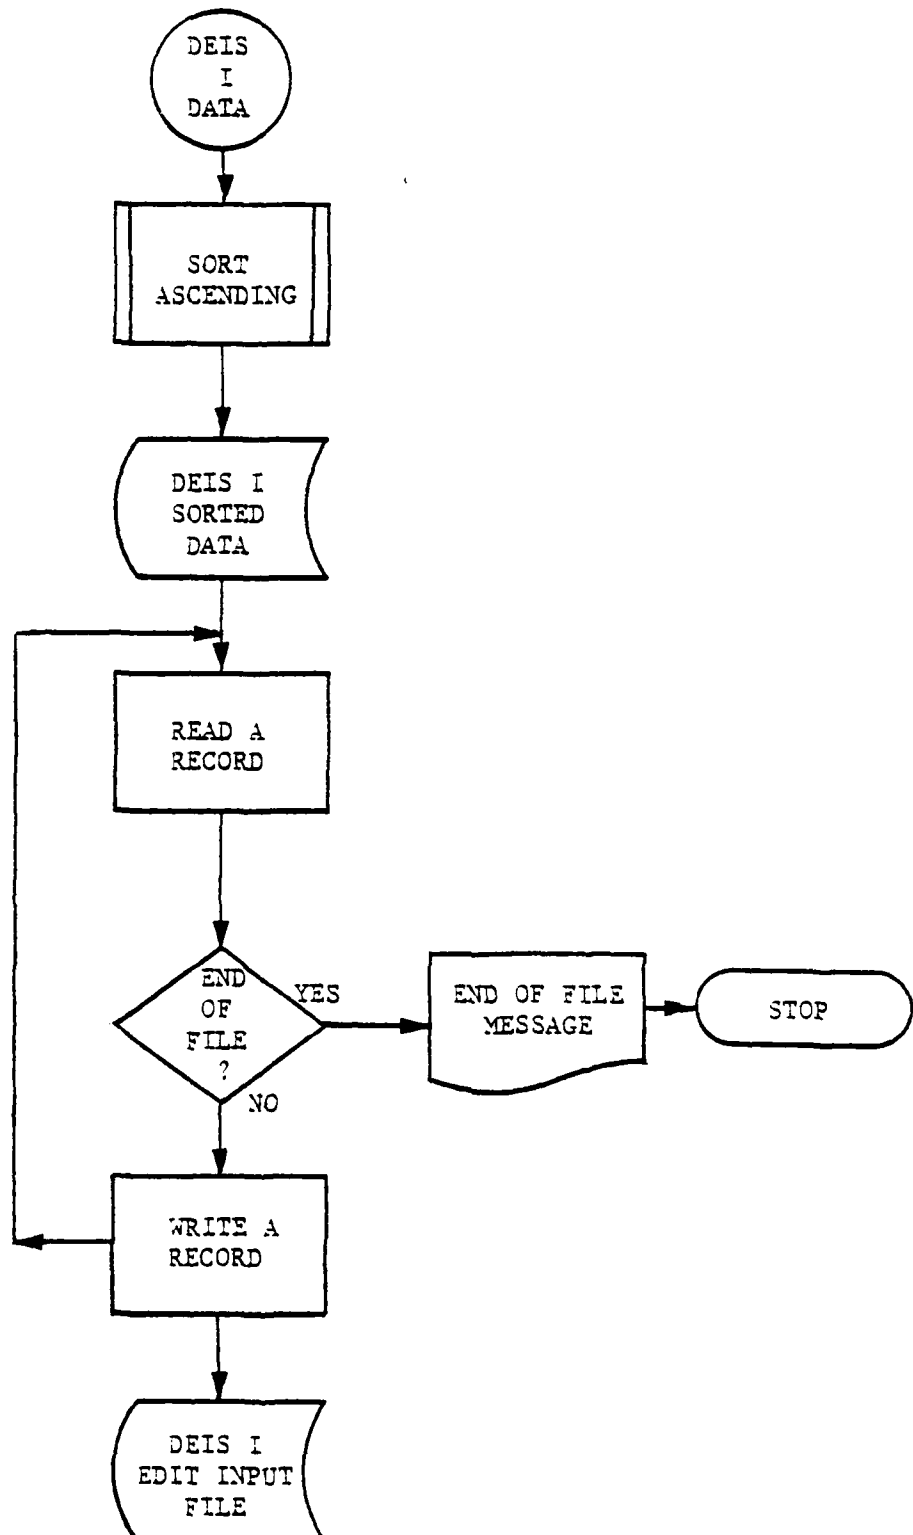 DEIS
I
DATA
SORT
ASCENDING
DEIS I
SORTED
DATA
READ A
RECORD
END
OF
FILE
?
YES
NO
END OF FILE
MESSAGE
STOP
WRITE A
RECORD
DEIS I
EDIT INPUT
FILE